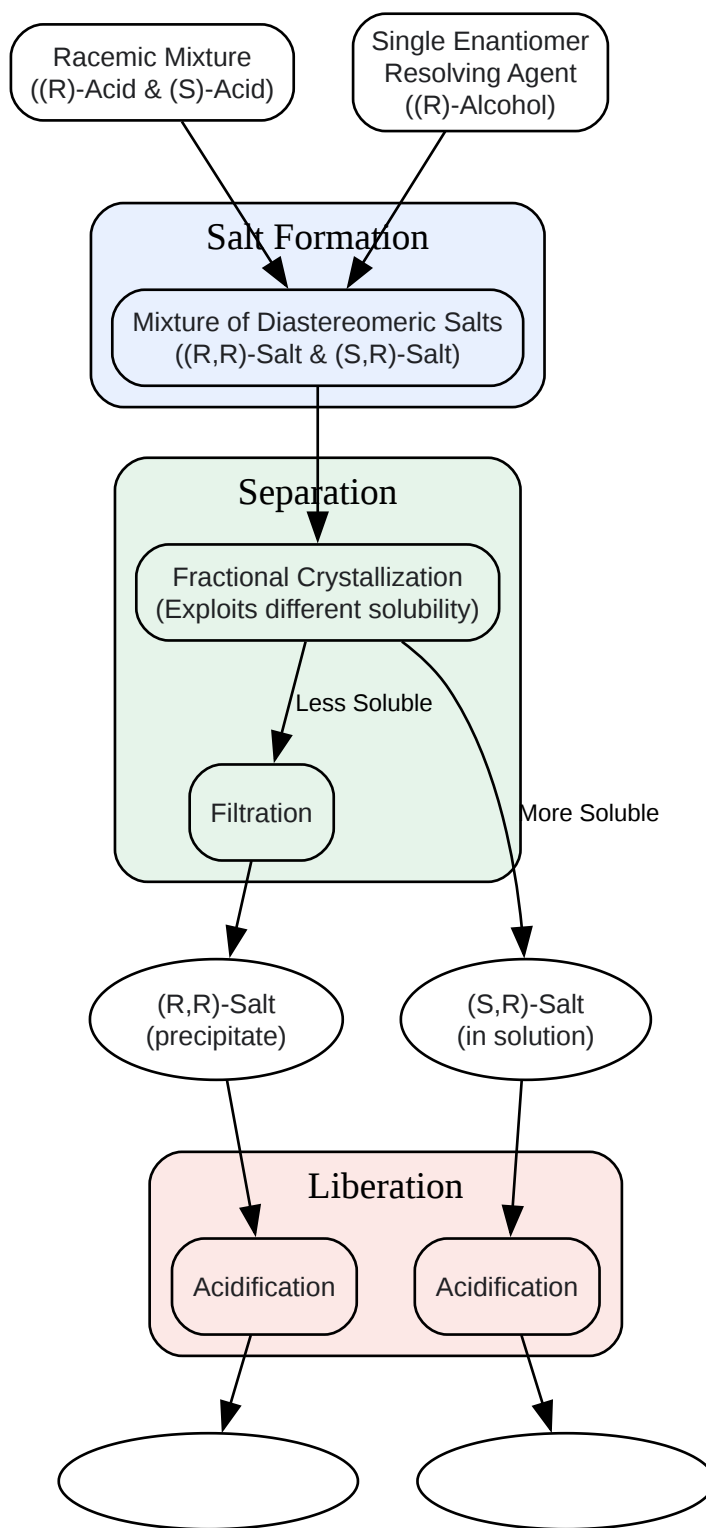 Racemic Mixture
((R)-Acid & (S)-Acid)
Single Enantiomer
Resolving Agent
((R)-Alcohol)
Salt Formation
Mixture of Diastereomeric Salts
((R,R)-Salt & (S,R)-Salt)
Separation
Fractional Crystallization
(Exploits different solubility)
Less Soluble
Filtration
More Soluble
(R,R)-Salt
(precipitate)
(S,R)-Salt
(in solution)
Liberation
Acidification
Acidification